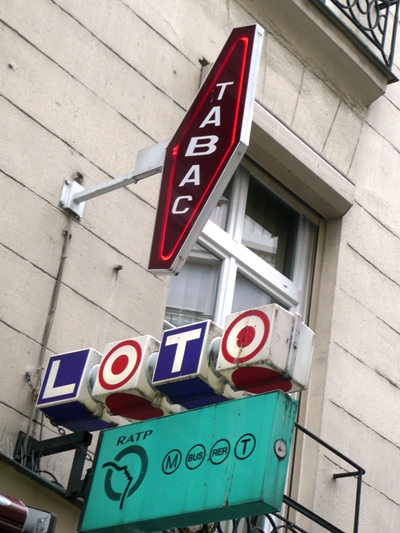 TABAC
LOTO
RATP
M BUS RER T